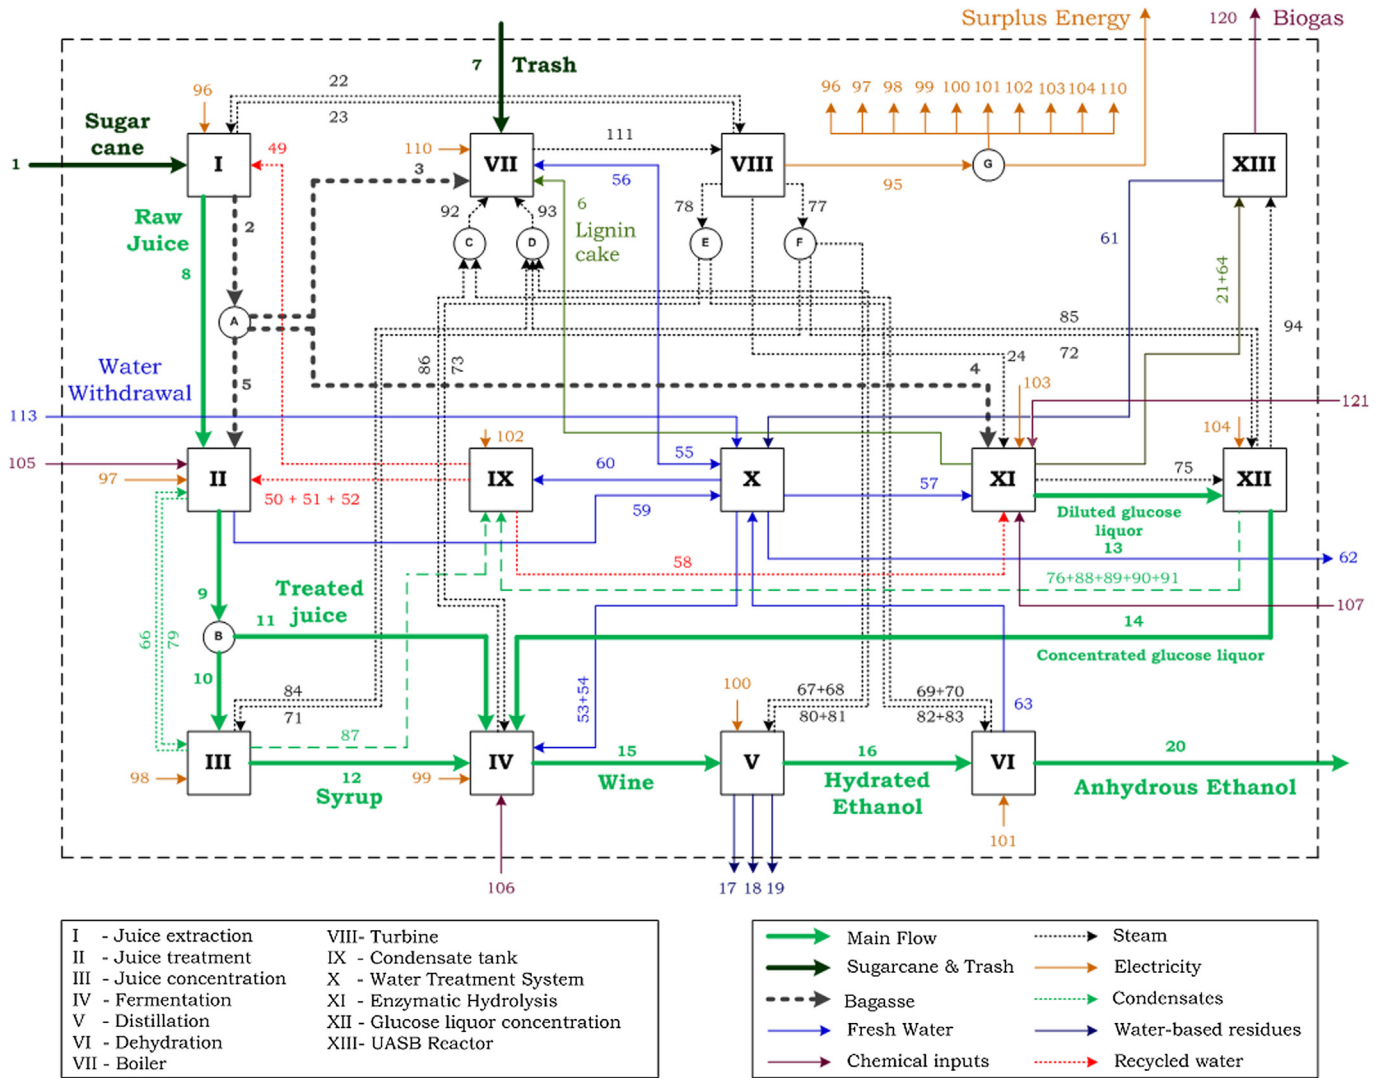 Surplus Energy
120
Biogas
7
Trash
22
23
96
96 97 98 99 100 101 102 103 104 110
Sugar
cane
1
I
49
110
VII
111
VIII
G
95
XIII
3
56
6
Lignin
cake
Raw
Juice
8
2
92
93
C
D
78
77
E
F
61
21+64
A
85
72
24
94
86
73
Water
Withdrawal
5
4
103
113
121
102
104
105
97
II
IX
55
60
X
57
XI
75
XII
50 + 51 + 52
59
Diluted glucose
liquor
13
62
58
76+88+89+90+91
9
Treated
juice
11
107
66
79
B
14
Concentrated glucose liquor
10
84
71
53+54
100
67+68
80+81
69+70
82+83
63
87
98
III
12
Syrup
99
IV
15
Wine
V
16
Hydrated
Ethanol
VI
20
Anhydrous Ethanol
101
106
17 18 19
I - Juice extraction
II - Juice treatment
III - Juice concentration
IV - Fermentation
V - Distillation
VI - Dehydration
VII - Boiler
VIII- Turbine
IX - Condensate tank
X - Water Treatment System
XI - Enzymatic Hydrolysis
XII - Glucose liquor concentration
XIII- UASB Reactor
Main Flow
Sugarcane & Trash
Bagasse
Fresh Water
Chemical inputs
Steam
Electricity
Condensates
Water-based residues
Recycled water